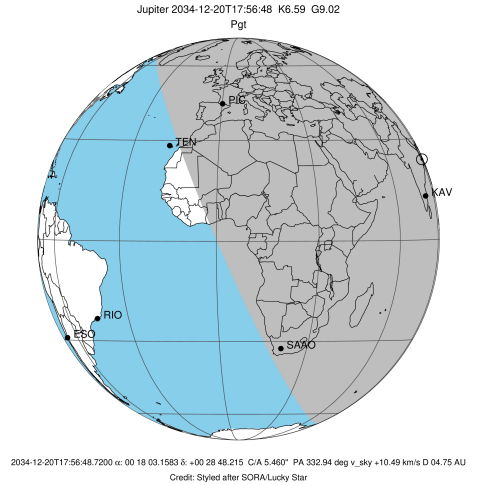 Jupiter 2034-12-20T17:56:48 K6.59 G9.02
Pgt
PIC
TEN
KAV
RIO
ESO
SAAO
2034-12-20T17:56:48.7200 α: 00 18 03.1583 δ: +00 28 48.215 C/A 5.460" PA 332.94 deg v_sky +10.49 km/s D 04.75 AU
Credit: Styled after SORA/Lucky Star